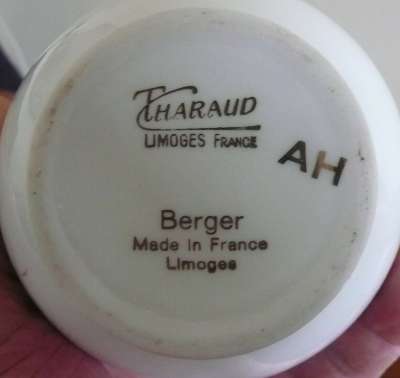 THARAUD
LIMOGES FRANCE
AH
Berger
Made in France
Limoges